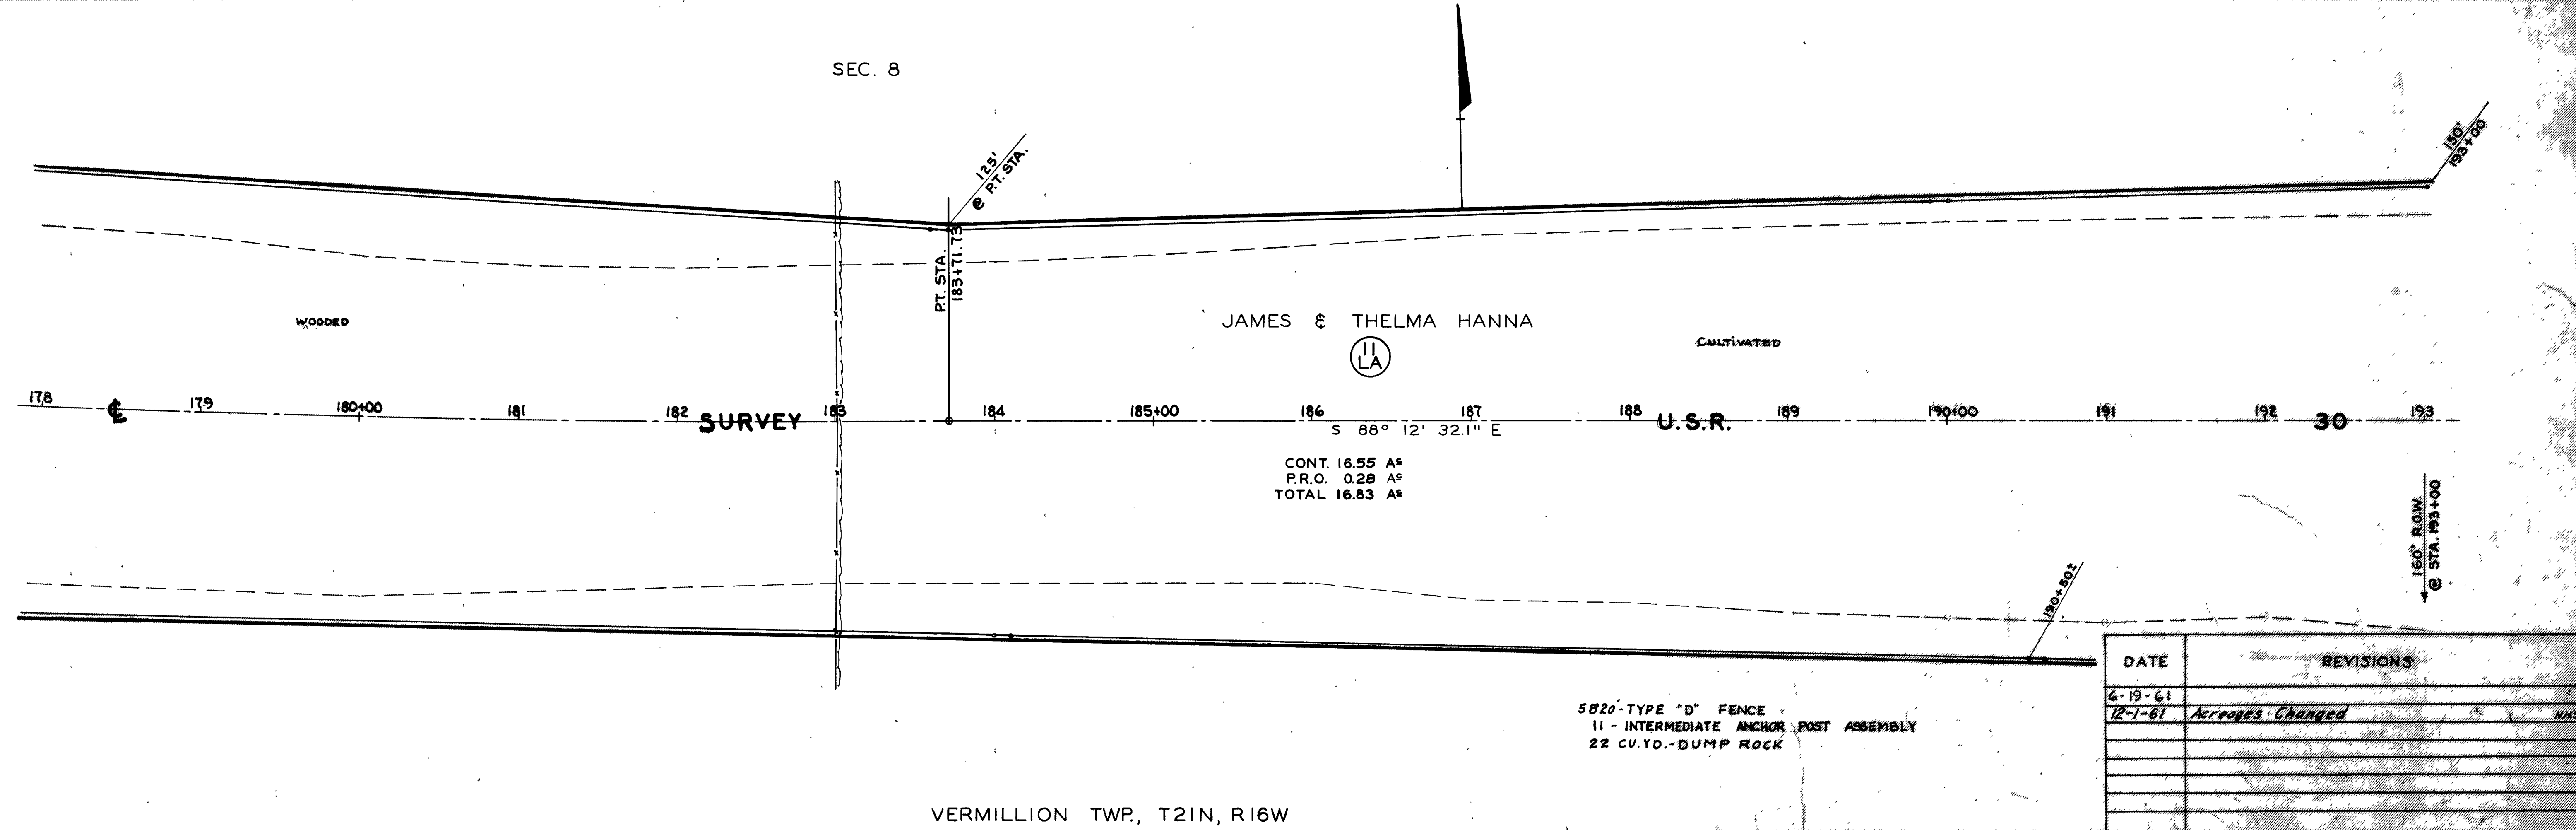 SEC. 8
125'
@ P.T. STA.
150'
193+00
P.T. STA.
183+71.73
WOODED
JAMES & THELMA HANNA
11
LA
CULTIVATED
178 ℄ 179 180+00 181 182 SURVEY 183 184 185+00 186 187 188 U.S.R. 189 190+00 191 192 30 193
S 88° 12' 32.1" E
CONT. 16.55 Ac
P.R.O. 0.28 Ac
TOTAL 16.83 Ac
160' R.O.W.
@ STA. 193+00
190+50±
DATE REVISIONS
6-19-61
12-1-61 Acreages Changed
5820'-TYPE "D" FENCE
11 - INTERMEDIATE ANCHOR POST ASSEMBLY
22 CU.YD.-DUMP ROCK
VERMILLION TWP., T21N, R16W